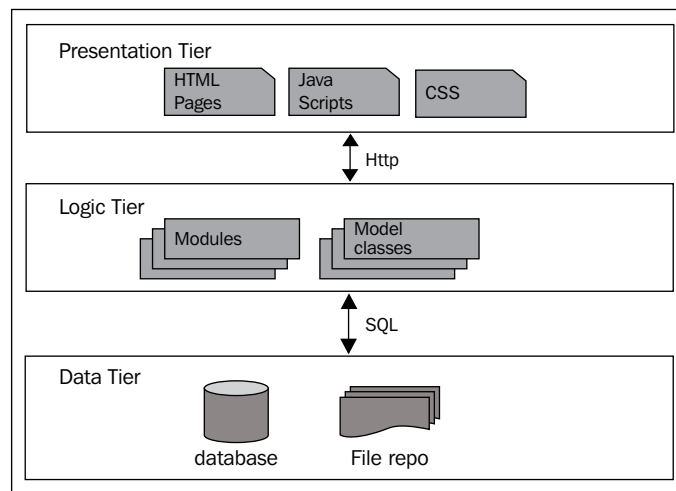 Presentation Tier
HTML
Pages
Java
Scripts
CSS
Http
Logic Tier
Modules
Model
classes
SQL
Data Tier
database
File repo